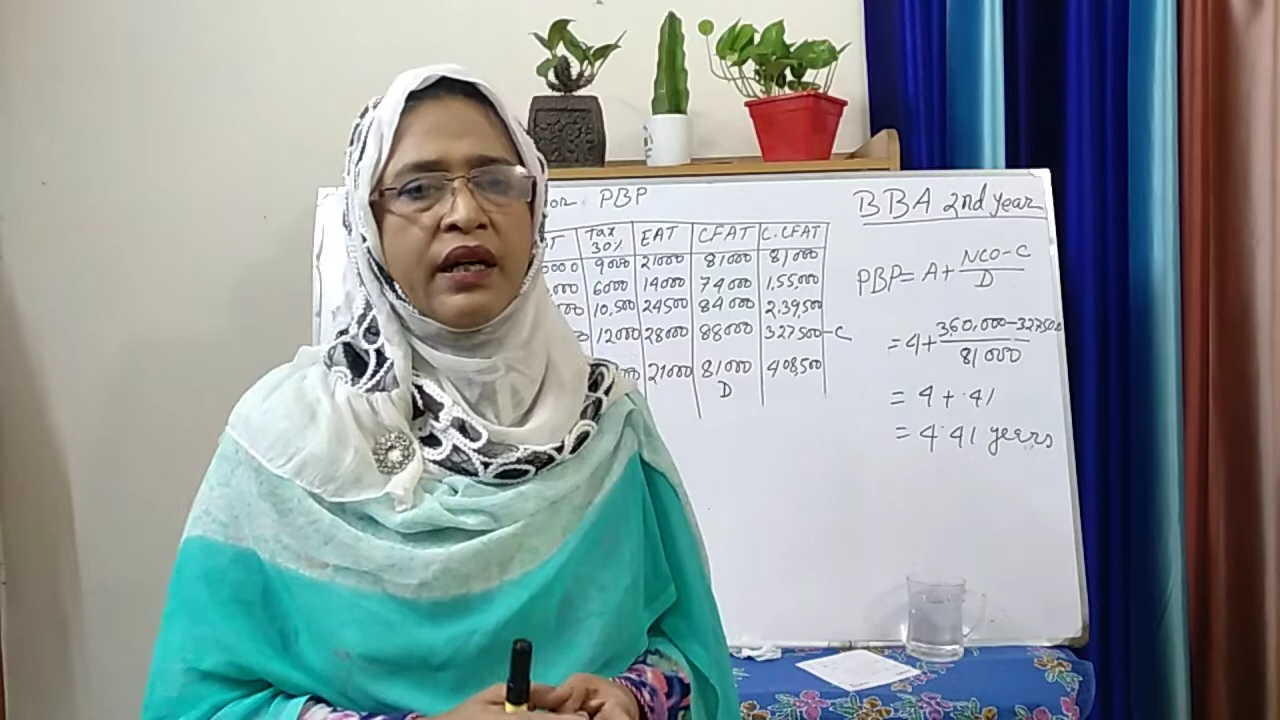 PBP
BBA 2nd Year
Tax 30% EAT CFAT C.CFAT
9000 21000 81000 81000
6000 14000 74000 1,55,000
10,500 24500 84000 2,39,500
12000 28000 88000 327500-C
21000 81000 408500
D
PBP = A + NCO-C / D
= 4 + 3,60,000-327500 / 81000
= 4 + .41
= 4.41 years